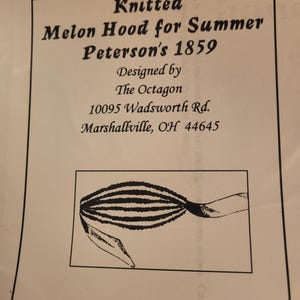 Knitted
Melon Hood for Summer
Peterson's 1859
Designed by
The Octagon
10095 Wadsworth Rd.
Marshallville, OH 44645